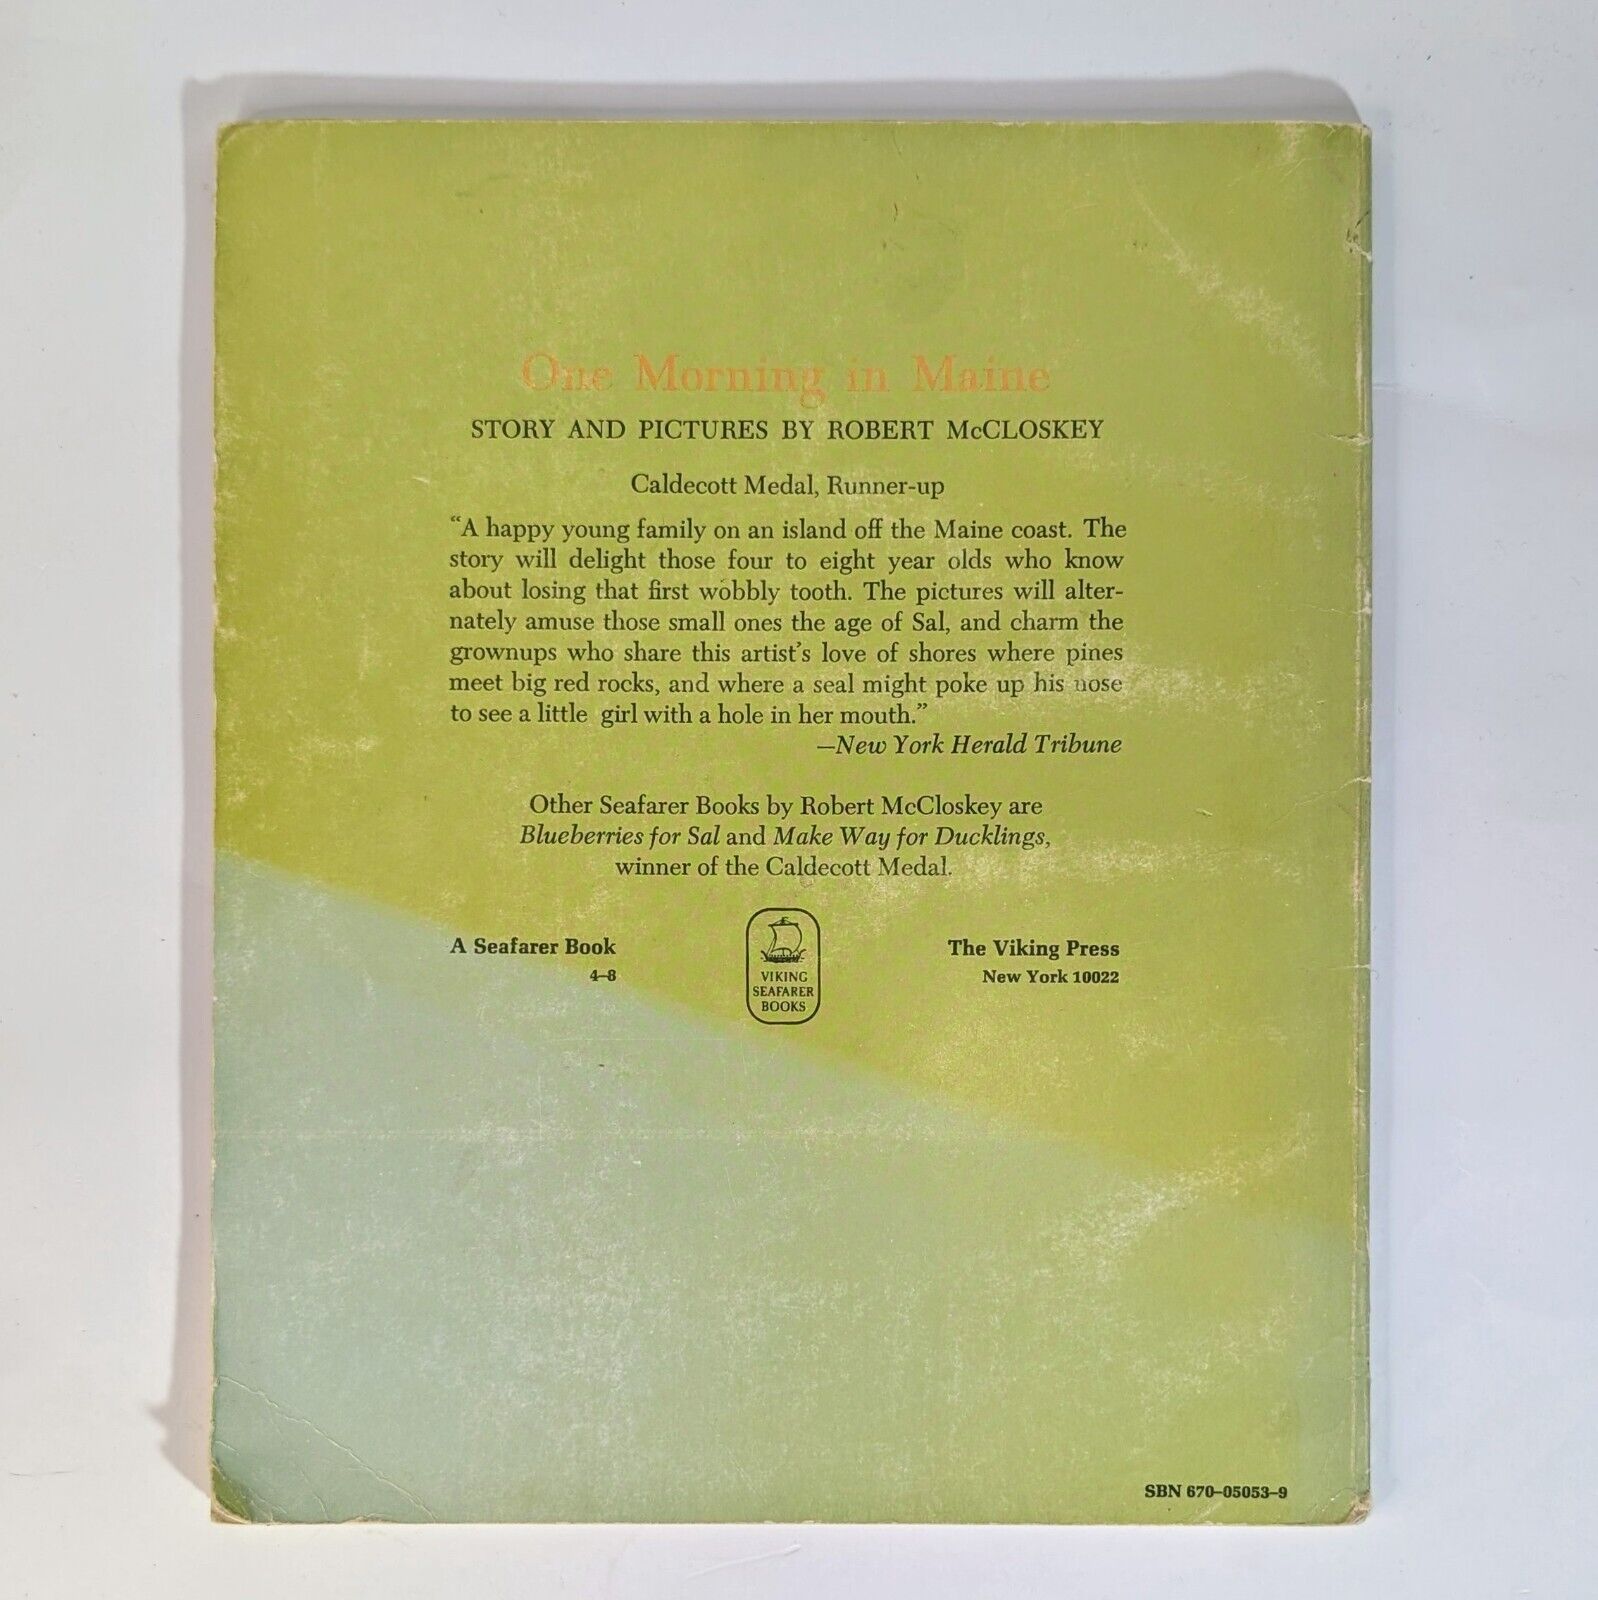 One Morning in Maine
STORY AND PICTURES BY ROBERT McCLOSKEY
Caldecott Medal, Runner-up
“A happy young family on an island off the Maine coast. The
story will delight those four to eight year olds who know
about losing that first wobbly tooth. The pictures will alter-
nately amuse those small ones the age of Sal, and charm the
grownups who share this artist’s love of shores where pines
meet big red rocks, and where a seal might poke up his nose
to see a little girl with a hole in her mouth.”
—New York Herald Tribune
Other Seafarer Books by Robert McCloskey are
Blueberries for Sal and Make Way for Ducklings,
winner of the Caldecott Medal.
A Seafarer Book
4–8
VIKING
SEAFARER
BOOKS
The Viking Press
New York 10022
SBN 670–05053–9